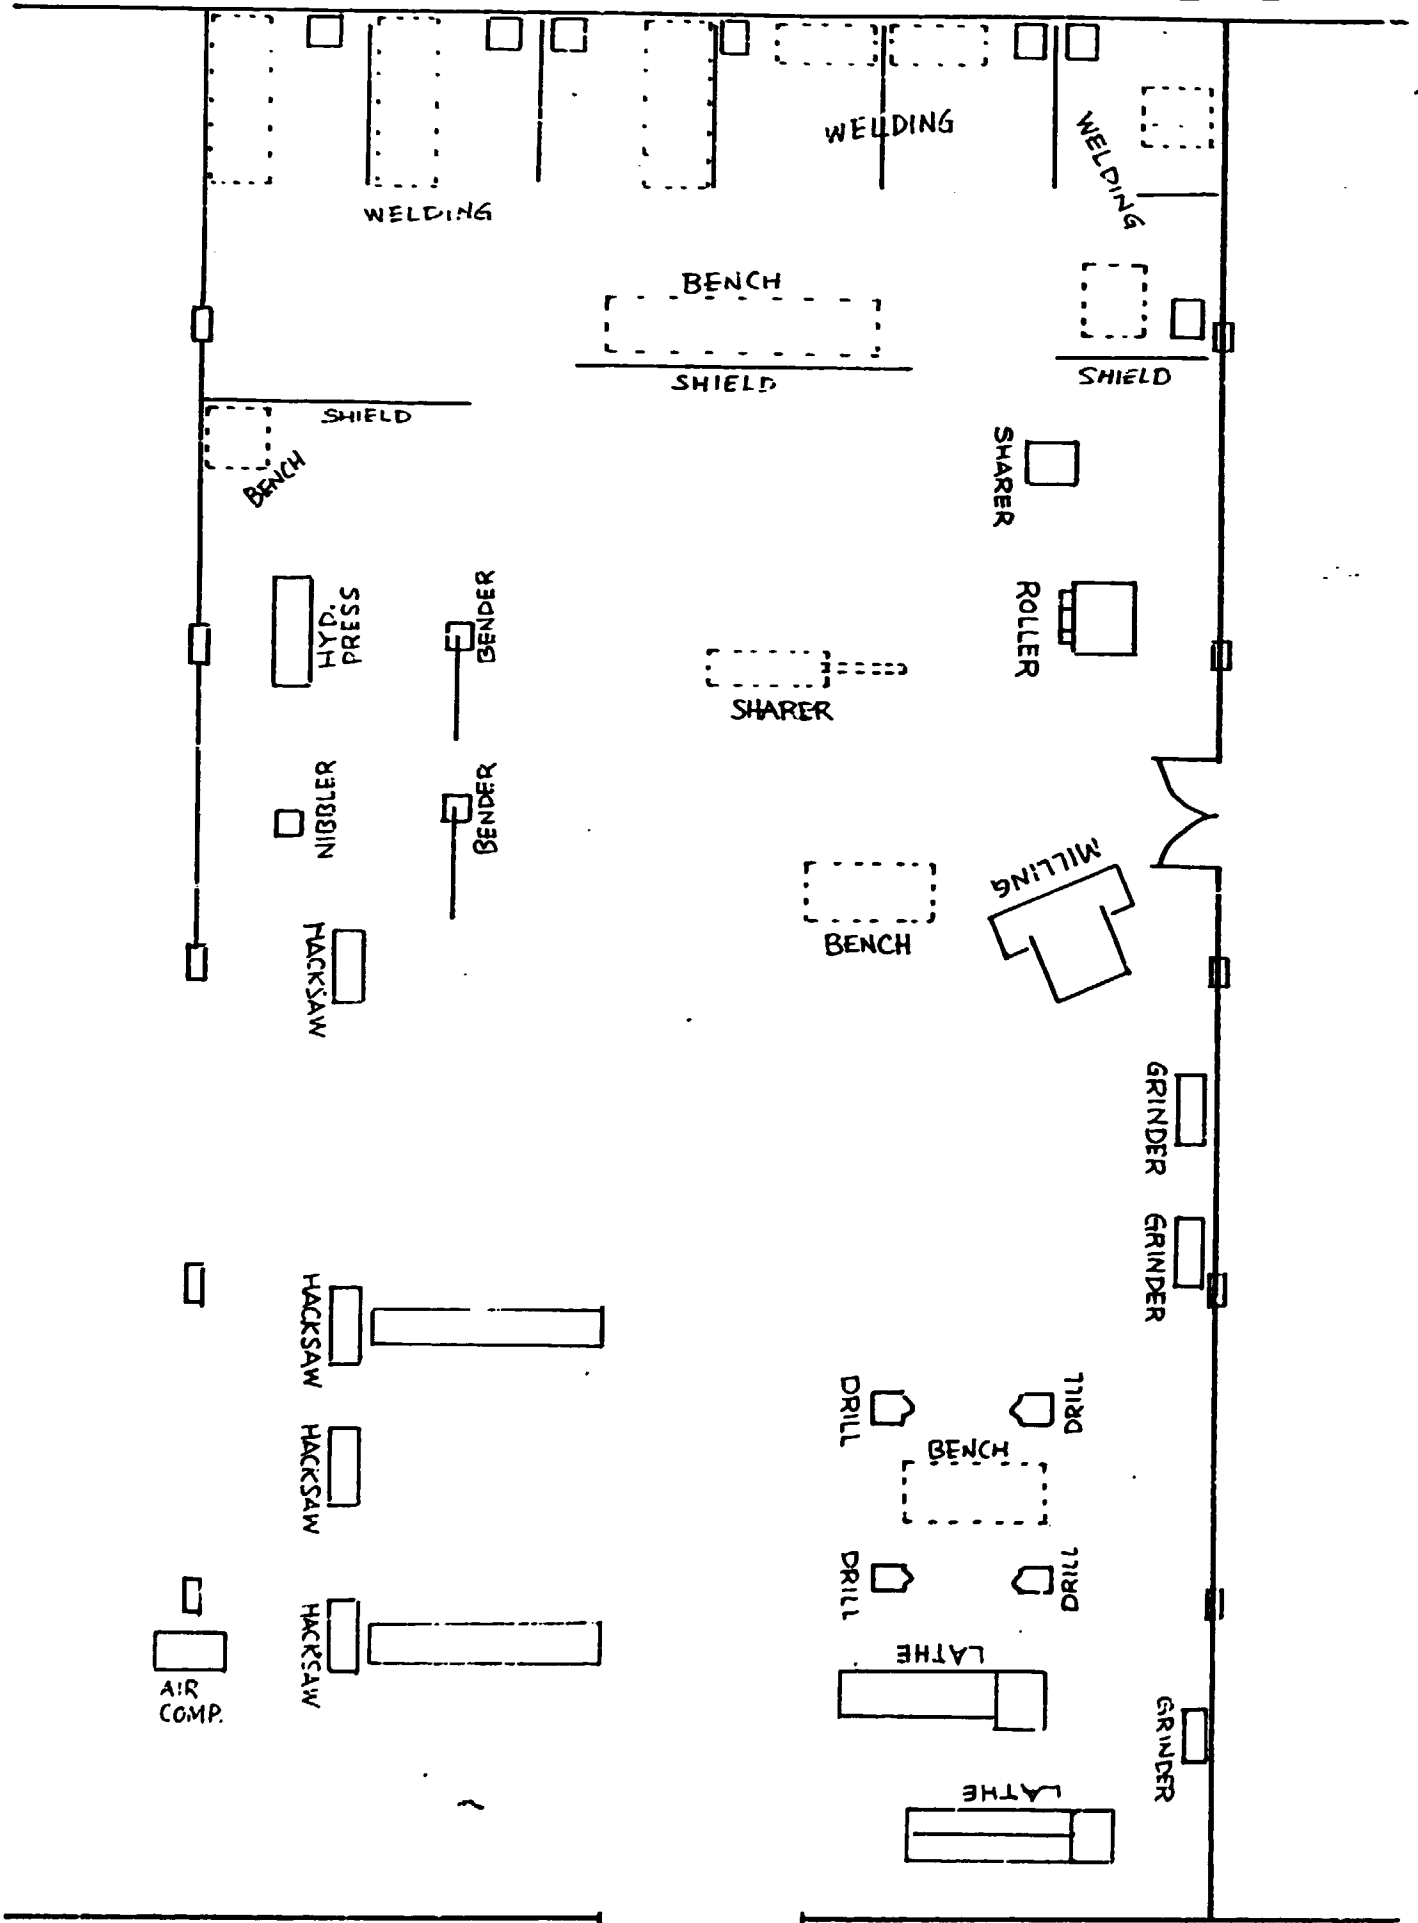 WELDING
WELDING
WELDING
BENCH
SHIELD
SHIELD
SHIELD
BENCH
SHARER
HYD.
PRESS
BENDER
ROLLER
SHARER
NIBBLER
BENDER
MILLING
BENCH
HACKSAW
GRINDER
GRINDER
HACKSAW
DRILL
DRILL
BENCH
HACKSAW
DRILL
DRILL
HACKSAW
LATHE
AIR
COMP.
GRINDER
LATHE